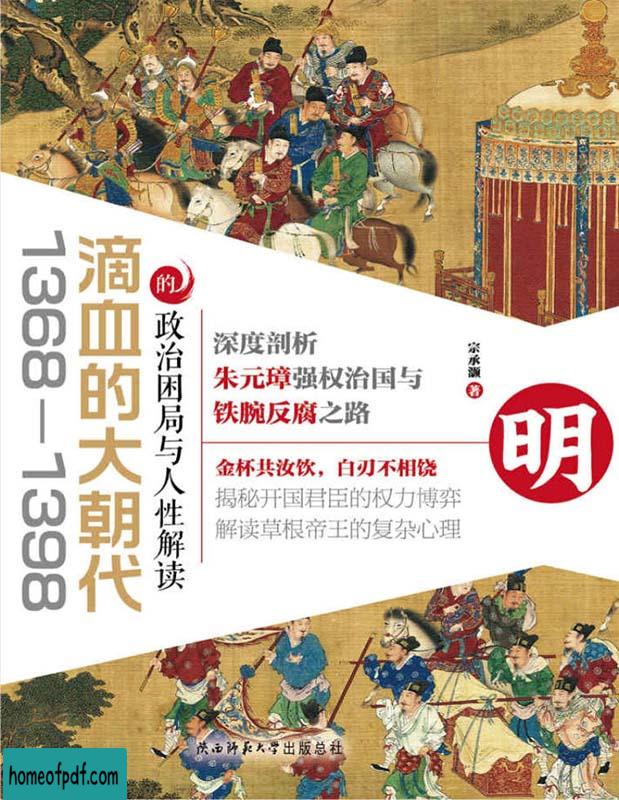 滴血的大朝代
1368-1398
的政治困局与人性解读
深度剖析
朱元璋强权治国与
铁腕反腐之路
宗承灏 著
明
金杯共汝饮，白刃不相饶
揭秘开国君臣的权力博弈
解读草根帝王的复杂心理
陕西师范大学出版总社
homeofpdf.com